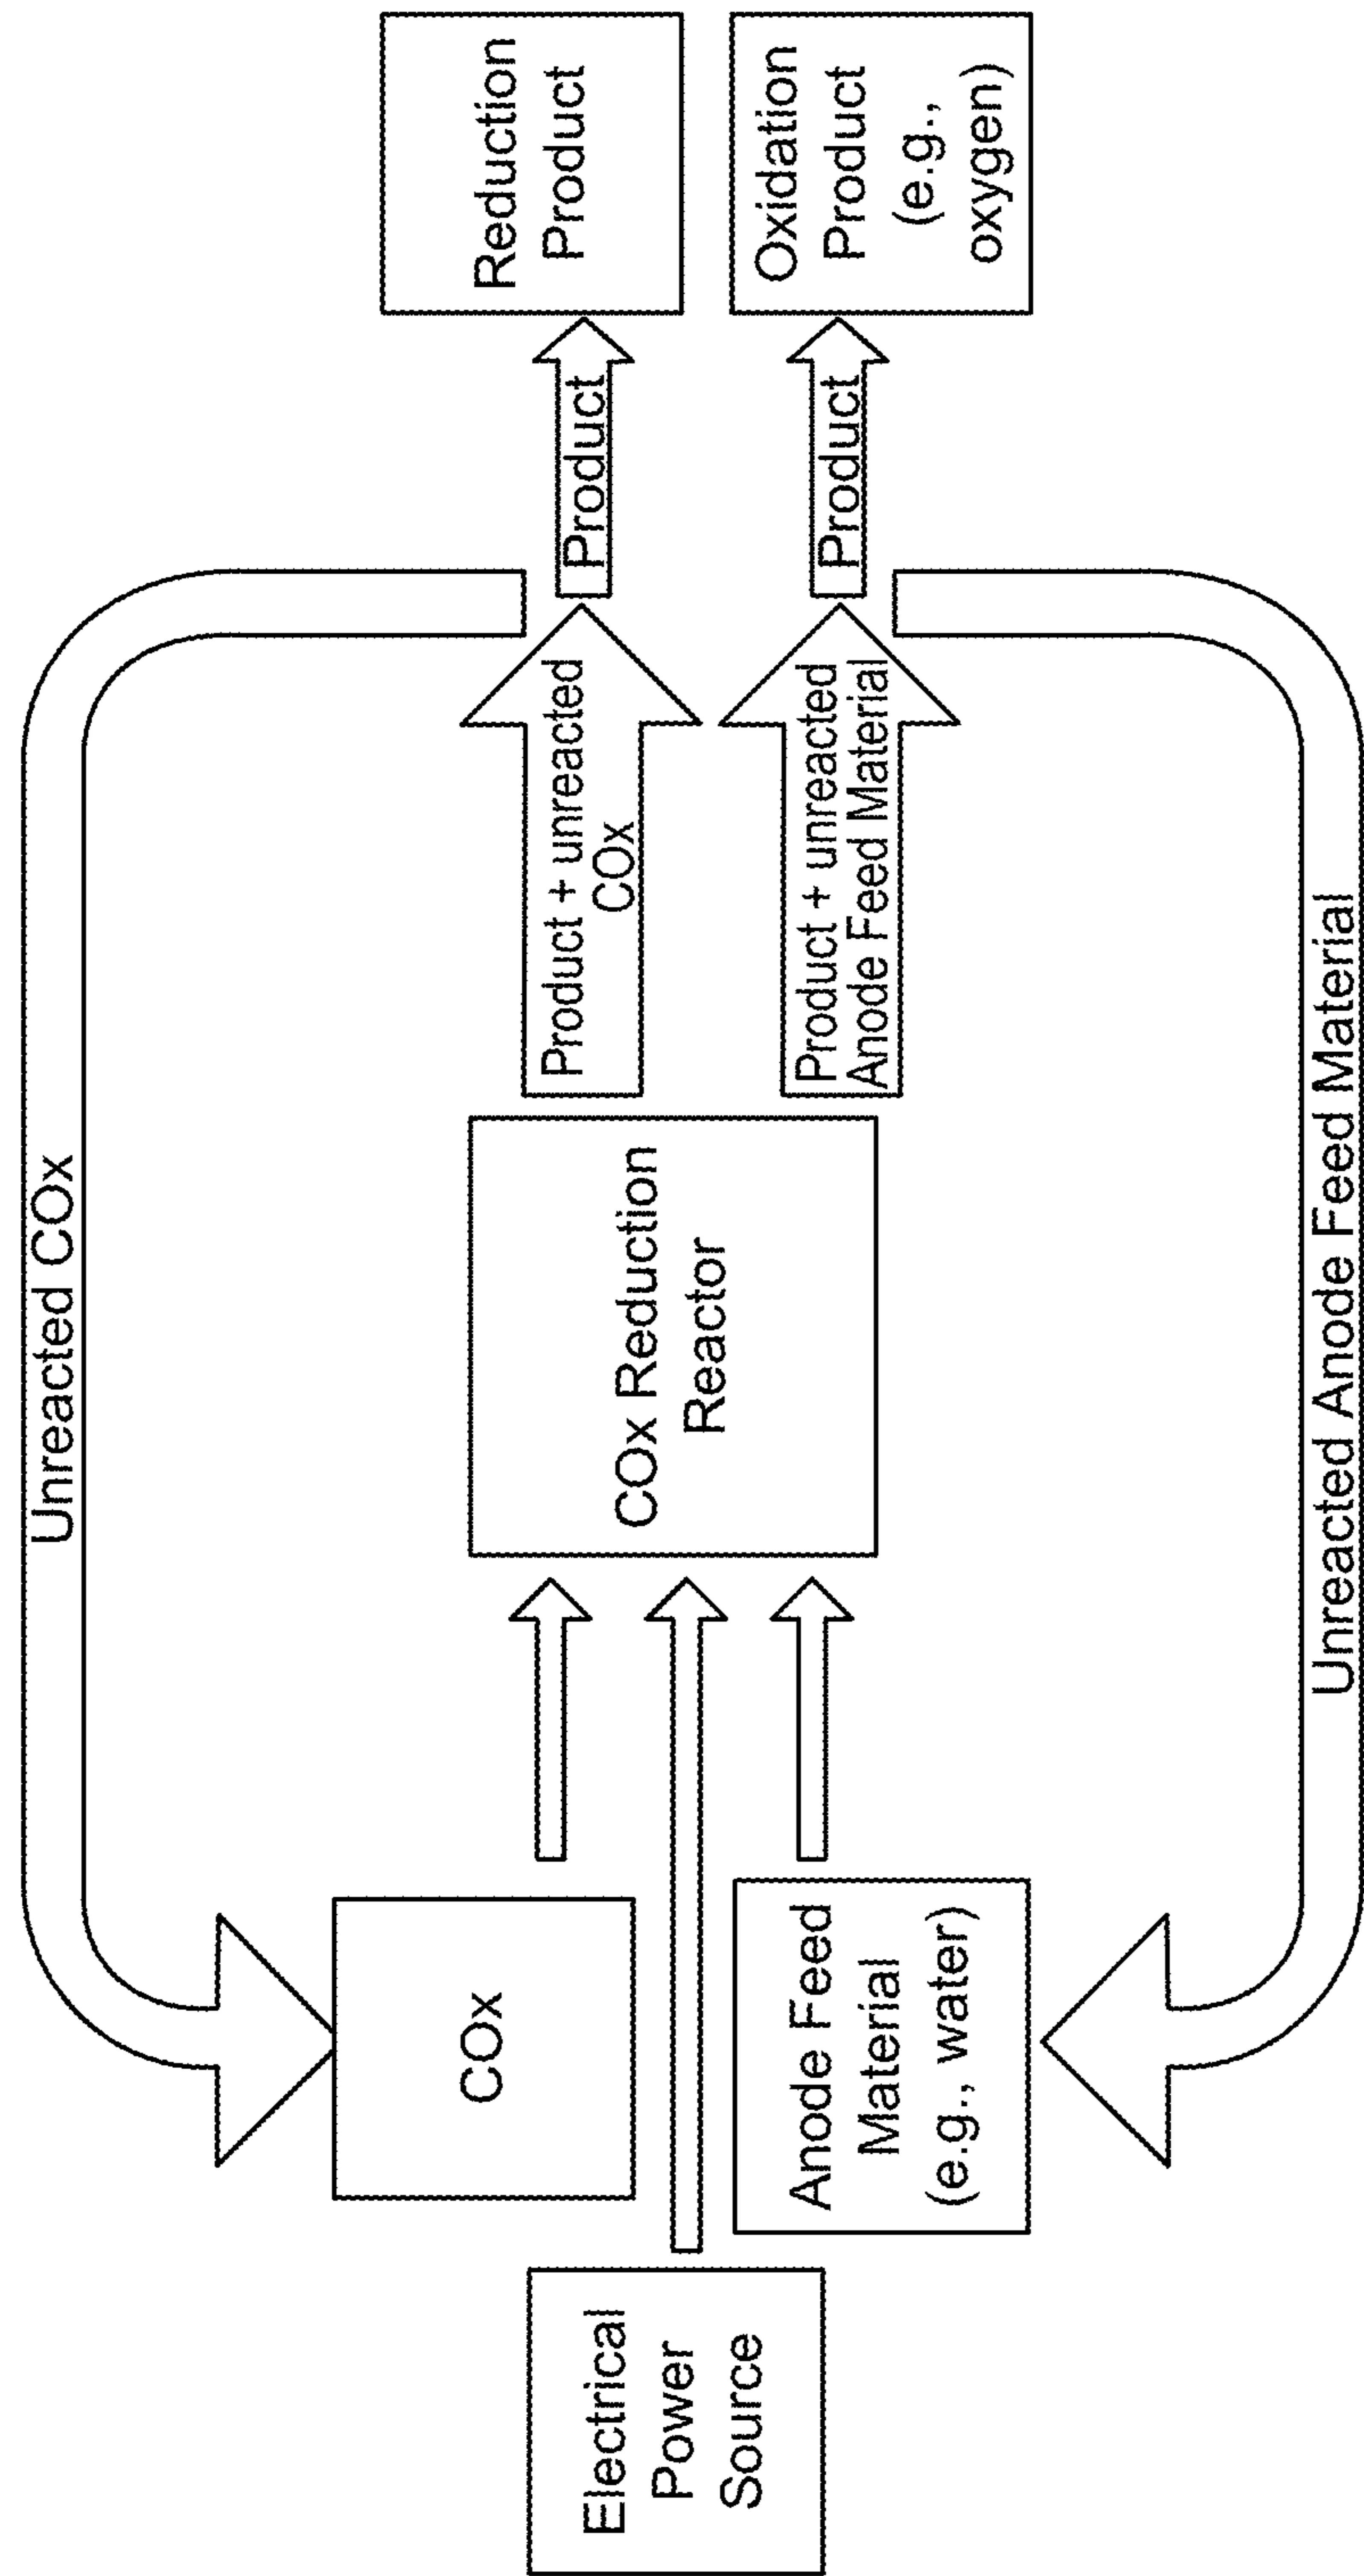 Unreacted COx
Electrical
Power
Source
COx
Anode Feed
Material
(e.g., water)
COx Reduction
Reactor
Product + unreacted
COx
Product + unreacted
Anode Feed Material
Product
Product
Reduction
Product
Oxidation
Product
(e.g.,
oxygen)
Unreacted Anode Feed Material